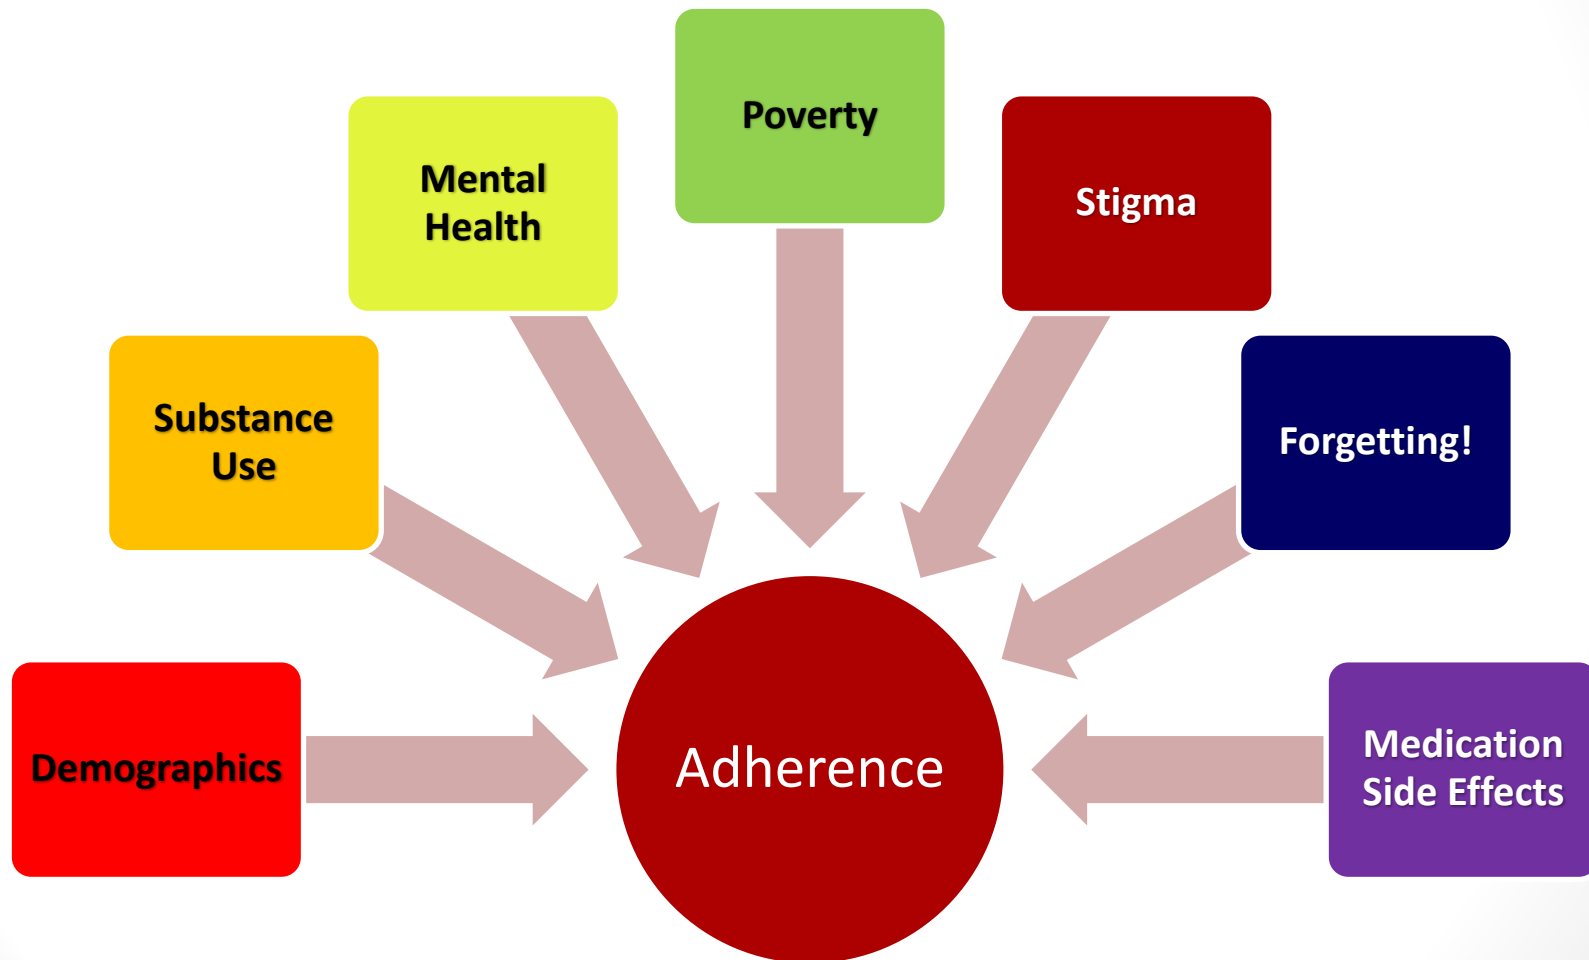 Poverty
Mental
Health
Stigma
Substance
Use
Forgetting!
Demographics
Adherence
Medication
Side Effects